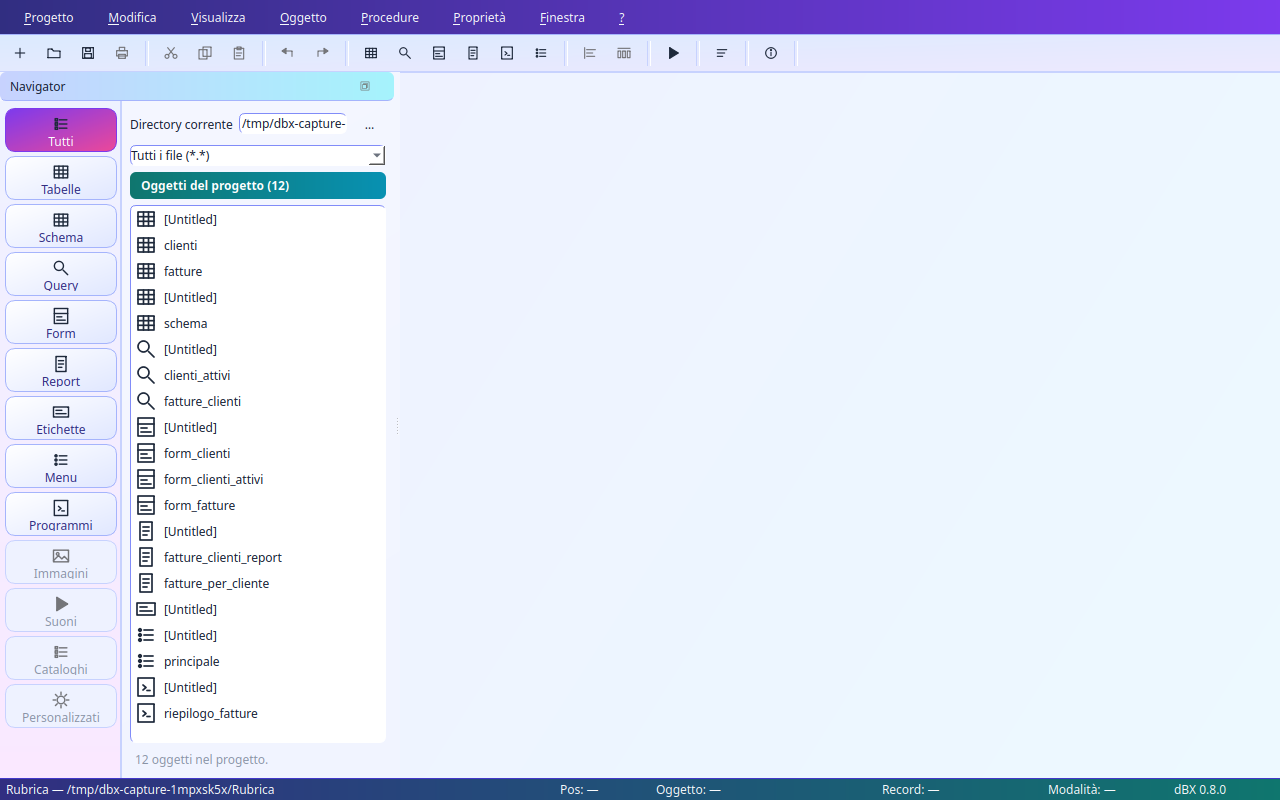 Progetto Modifica Visualizza Oggetto Procedure Proprietà Finestra ?
Navigator
Tutti
Tabelle
Schema
Query
Form
Report
Etichette
Menu
Programmi
Immagini
Suoni
Cataloghi
Personalizzati
Directory corrente /tmp/dbx-capture- ...
Tutti i file (*.*)
Oggetti del progetto (12)
[Untitled]
clienti
fatture
[Untitled]
schema
[Untitled]
clienti_attivi
fatture_clienti
[Untitled]
form_clienti
form_clienti_attivi
form_fatture
[Untitled]
fatture_clienti_report
fatture_per_cliente
[Untitled]
[Untitled]
principale
[Untitled]
riepilogo_fatture
12 oggetti nel progetto.
Rubrica — /tmp/dbx-capture-1mpxsk5x/Rubrica Pos: — Oggetto: — Record: — Modalità: — dBX 0.8.0